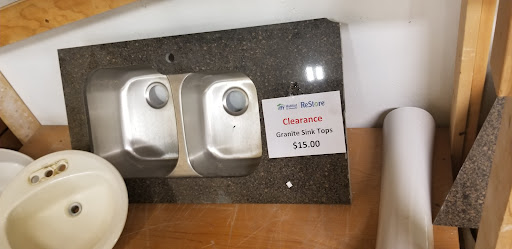 ReStore
Clearance
Granite Sink Tops
$15.00